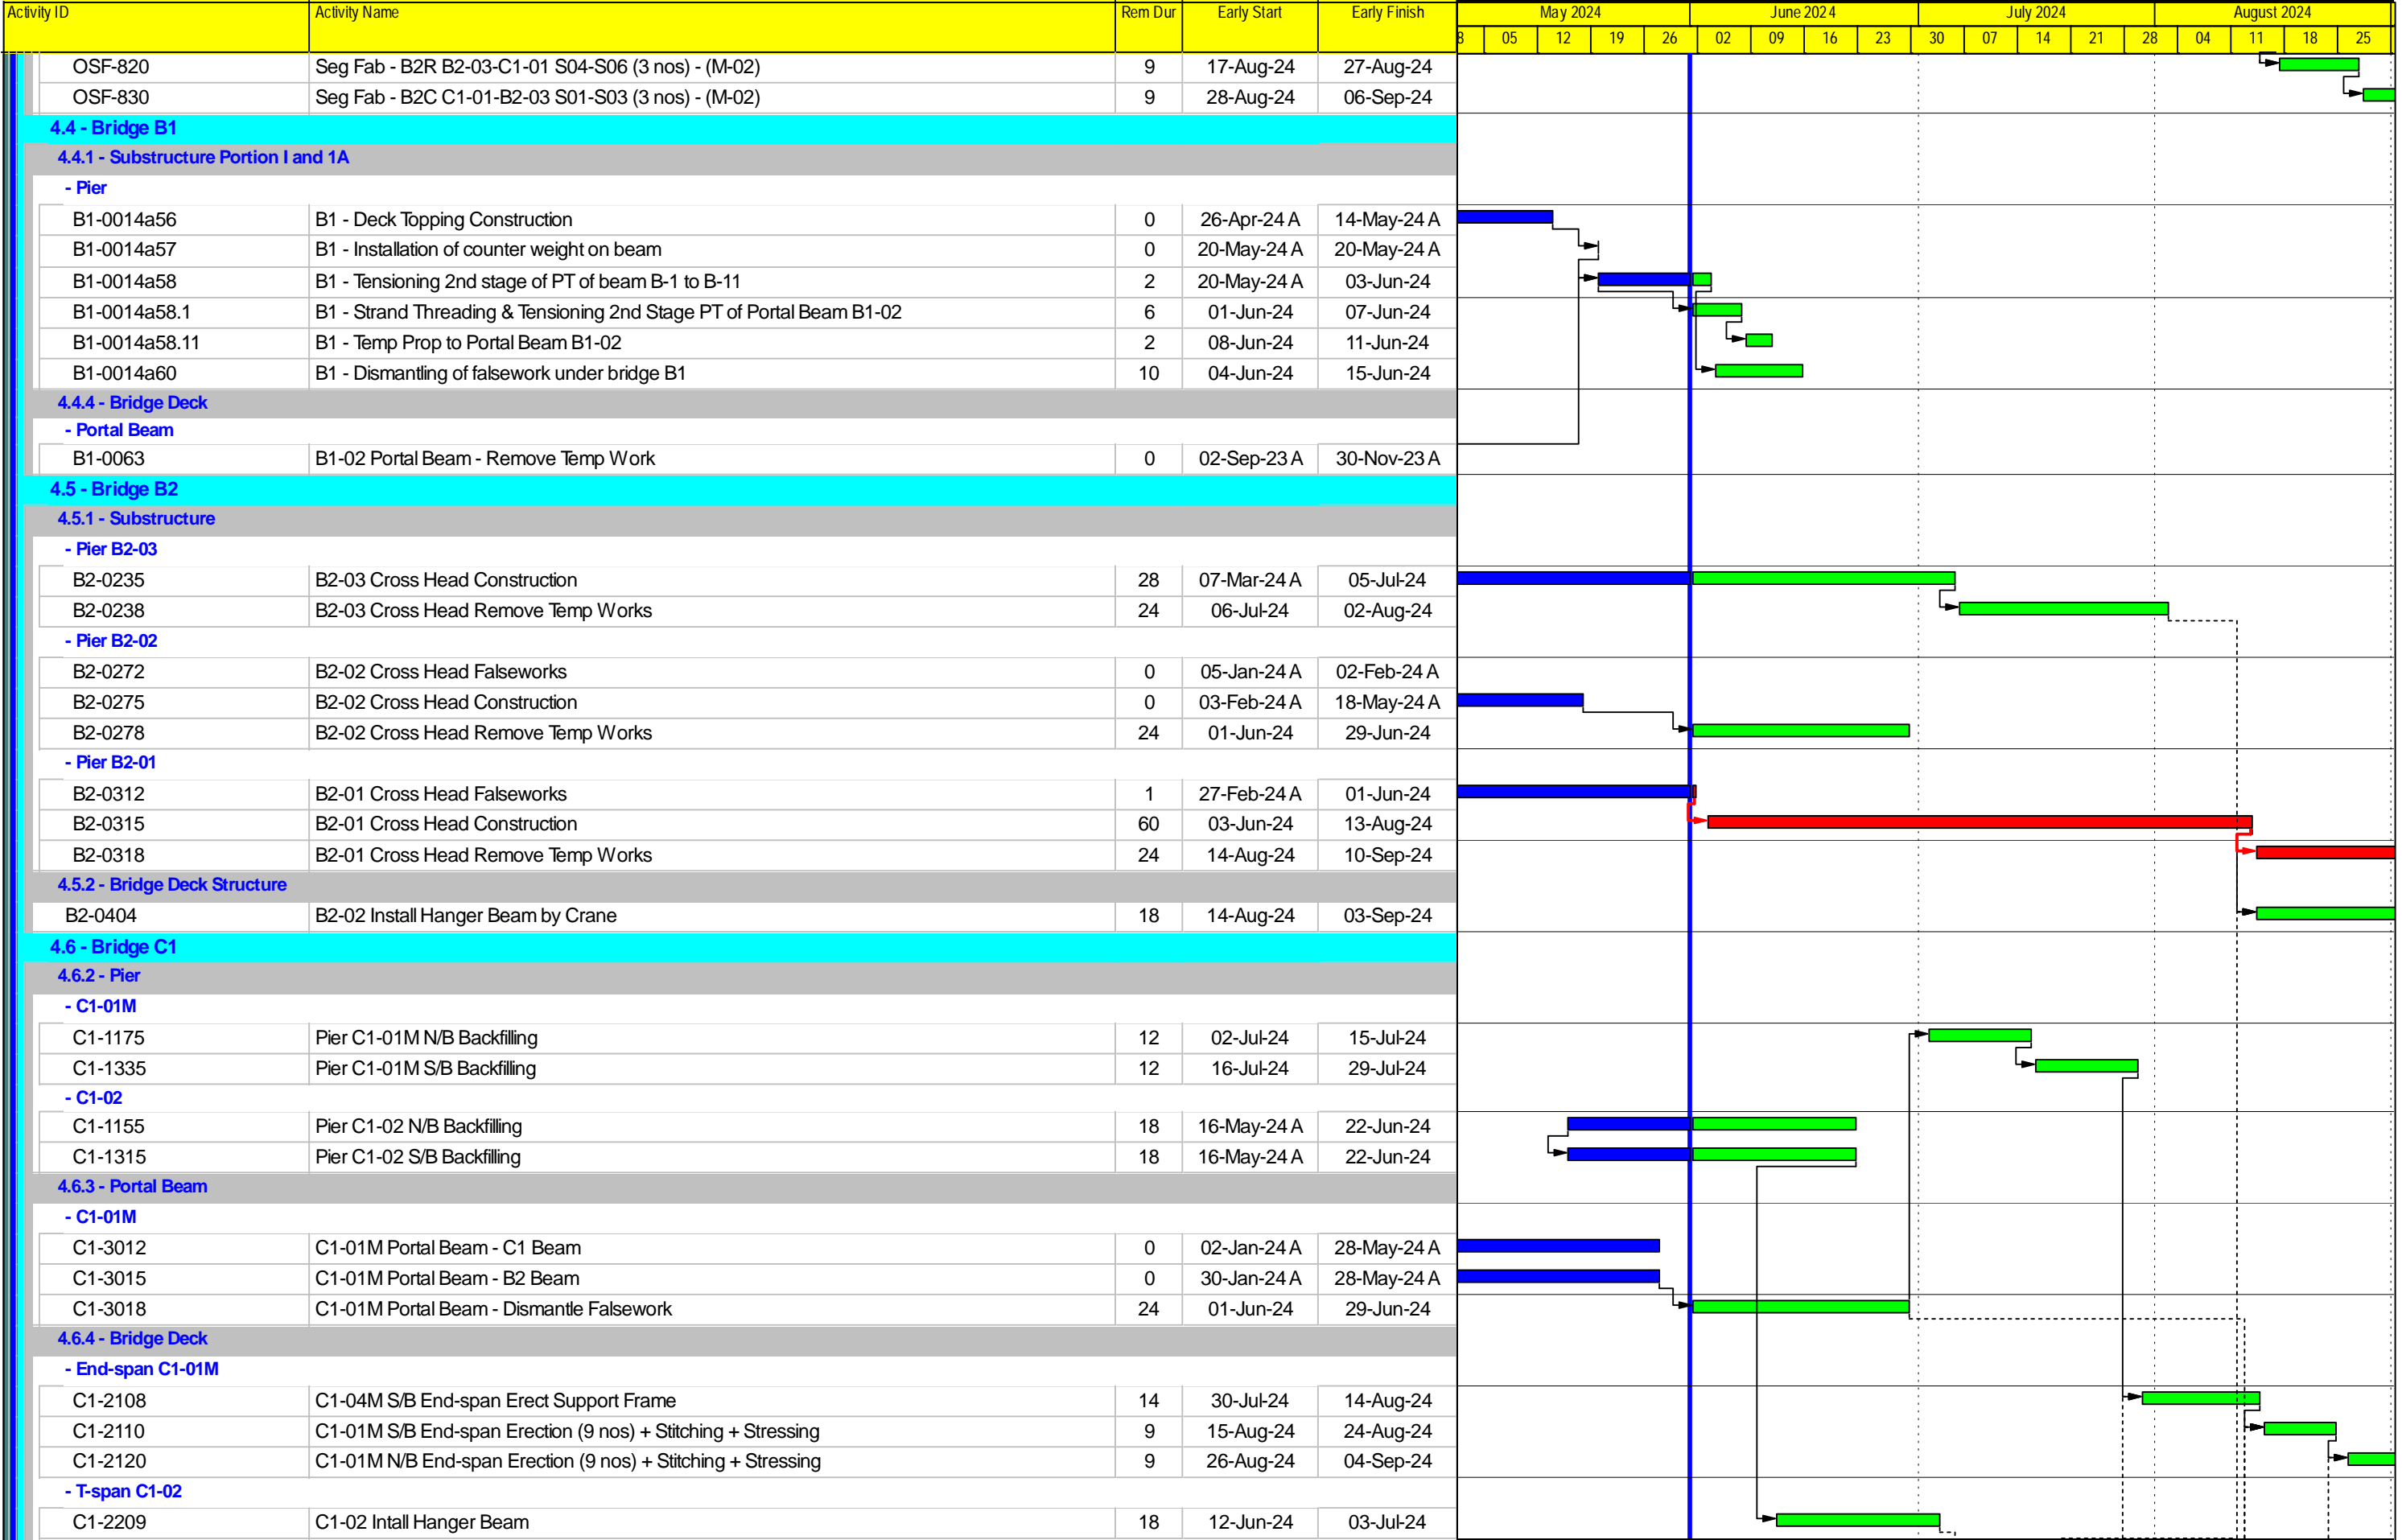 Activity ID Activity Name Rem Dur Early Start Early Finish May 2024 June 2024 July 2024 August 2024
8 05 12 19 26 02 09 16 23 30 07 14 21 28 04 11 18 25
OSF-820 Seg Fab - B2R B2-03-C1-01 S04-S06 (3 nos) - (M-02) 9 17-Aug-24 27-Aug-24
OSF-830 Seg Fab - B2C C1-01-B2-03 S01-S03 (3 nos) - (M-02) 9 28-Aug-24 06-Sep-24
4.4 - Bridge B1
4.4.1 - Substructure Portion I and 1A
- Pier
B1-0014a56 B1 - Deck Topping Construction 0 26-Apr-24 A 14-May-24 A
B1-0014a57 B1 - Installation of counter weight on beam 0 20-May-24 A 20-May-24 A
B1-0014a58 B1 - Tensioning 2nd stage of PT of beam B-1 to B-11 2 20-May-24 A 03-Jun-24
B1-0014a58.1 B1 - Strand Threading & Tensioning 2nd Stage PT of Portal Beam B1-02 6 01-Jun-24 07-Jun-24
B1-0014a58.11 B1 - Temp Prop to Portal Beam B1-02 2 08-Jun-24 11-Jun-24
B1-0014a60 B1 - Dismantling of falsework under bridge B1 10 04-Jun-24 15-Jun-24
4.4.4 - Bridge Deck
- Portal Beam
B1-0063 B1-02 Portal Beam - Remove Temp Work 0 02-Sep-23 A 30-Nov-23 A
4.5 - Bridge B2
4.5.1 - Substructure
- Pier B2-03
B2-0235 B2-03 Cross Head Construction 28 07-Mar-24 A 05-Jul-24
B2-0238 B2-03 Cross Head Remove Temp Works 24 06-Jul-24 02-Aug-24
- Pier B2-02
B2-0272 B2-02 Cross Head Falseworks 0 05-Jan-24 A 02-Feb-24 A
B2-0275 B2-02 Cross Head Construction 0 03-Feb-24 A 18-May-24 A
B2-0278 B2-02 Cross Head Remove Temp Works 24 01-Jun-24 29-Jun-24
- Pier B2-01
B2-0312 B2-01 Cross Head Falseworks 1 27-Feb-24 A 01-Jun-24
B2-0315 B2-01 Cross Head Construction 60 03-Jun-24 13-Aug-24
B2-0318 B2-01 Cross Head Remove Temp Works 24 14-Aug-24 10-Sep-24
4.5.2 - Bridge Deck Structure
B2-0404 B2-02 Install Hanger Beam by Crane 18 14-Aug-24 03-Sep-24
4.6 - Bridge C1
4.6.2 - Pier
- C1-01M
C1-1175 Pier C1-01M N/B Backfilling 12 02-Jul-24 15-Jul-24
C1-1335 Pier C1-01M S/B Backfilling 12 16-Jul-24 29-Jul-24
- C1-02
C1-1155 Pier C1-02 N/B Backfilling 18 16-May-24 A 22-Jun-24
C1-1315 Pier C1-02 S/B Backfilling 18 16-May-24 A 22-Jun-24
4.6.3 - Portal Beam
- C1-01M
C1-3012 C1-01M Portal Beam - C1 Beam 0 02-Jan-24 A 28-May-24 A
C1-3015 C1-01M Portal Beam - B2 Beam 0 30-Jan-24 A 28-May-24 A
C1-3018 C1-01M Portal Beam - Dismantle Falsework 24 01-Jun-24 29-Jun-24
4.6.4 - Bridge Deck
- End-span C1-01M
C1-2108 C1-04M S/B End-span Erect Support Frame 14 30-Jul-24 14-Aug-24
C1-2110 C1-01M S/B End-span Erection (9 nos) + Stitching + Stressing 9 15-Aug-24 24-Aug-24
C1-2120 C1-01M N/B End-span Erection (9 nos) + Stitching + Stressing 9 26-Aug-24 04-Sep-24
- T-span C1-02
C1-2209 C1-02 Intall Hanger Beam 18 12-Jun-24 03-Jul-24